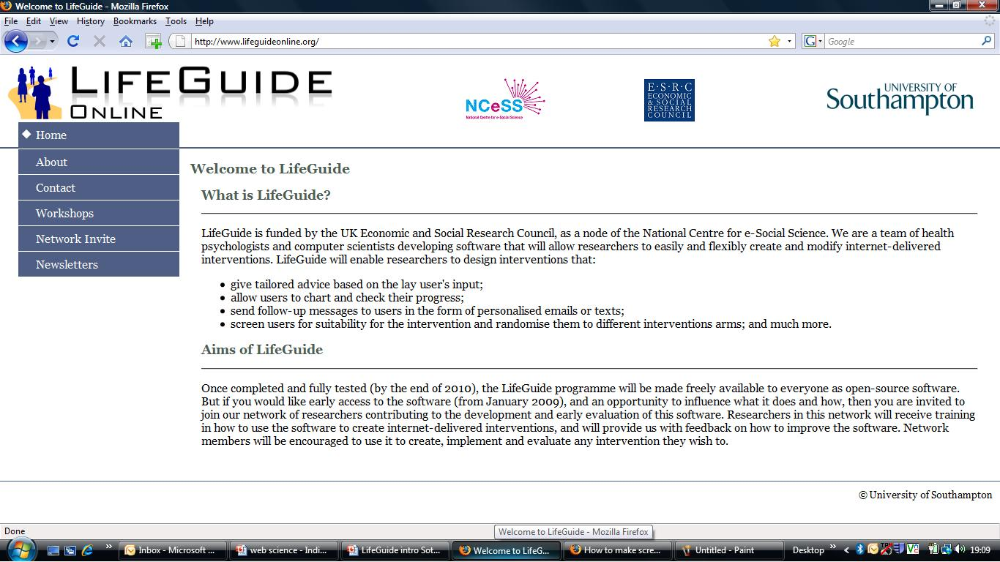 Welcome to LifeGuide - Mozilla Firefox
File Edit View History Bookmarks Tools Help
http://www.lifeguideonline.org/
G Google
LIFEGUIDE
ONLINE
NCeSS
National Centre for e-Social Science
E·S·R·C
ECONOMIC
& SOCIAL
RESEARCH
COUNCIL
UNIVERSITY OF
Southampton
Home
About
Contact
Workshops
Network Invite
Newsletters
Welcome to LifeGuide
What is LifeGuide?
LifeGuide is funded by the UK Economic and Social Research Council, as a node of the National Centre for e-Social Science. We are a team of health
psychologists and computer scientists developing software that will allow researchers to easily and flexibly create and modify internet-delivered
interventions. LifeGuide will enable researchers to design interventions that:
• give tailored advice based on the lay user's input;
• allow users to chart and check their progress;
• send follow-up messages to users in the form of personalised emails or texts;
• screen users for suitability for the intervention and randomise them to different interventions arms; and much more.
Aims of LifeGuide
Once completed and fully tested (by the end of 2010), the LifeGuide programme will be made freely available to everyone as open-source software.
But if you would like early access to the software (from January 2009), and an opportunity to influence what it does and how, then you are invited to
join our network of researchers contributing to the development and early evaluation of this software. Researchers in this network will receive training
in how to use the software to create internet-delivered interventions, and will provide us with feedback on how to improve the software. Network
members will be encouraged to use it to create, implement and evaluate any intervention they wish to.
© University of Southampton
Done
Welcome to LifeGuide - Mozilla Firefox
Inbox - Microsoft ... web science - Indi... LifeGuide intro Sot... Welcome to LifeG... How to make scre... Untitled - Paint Desktop 19:09